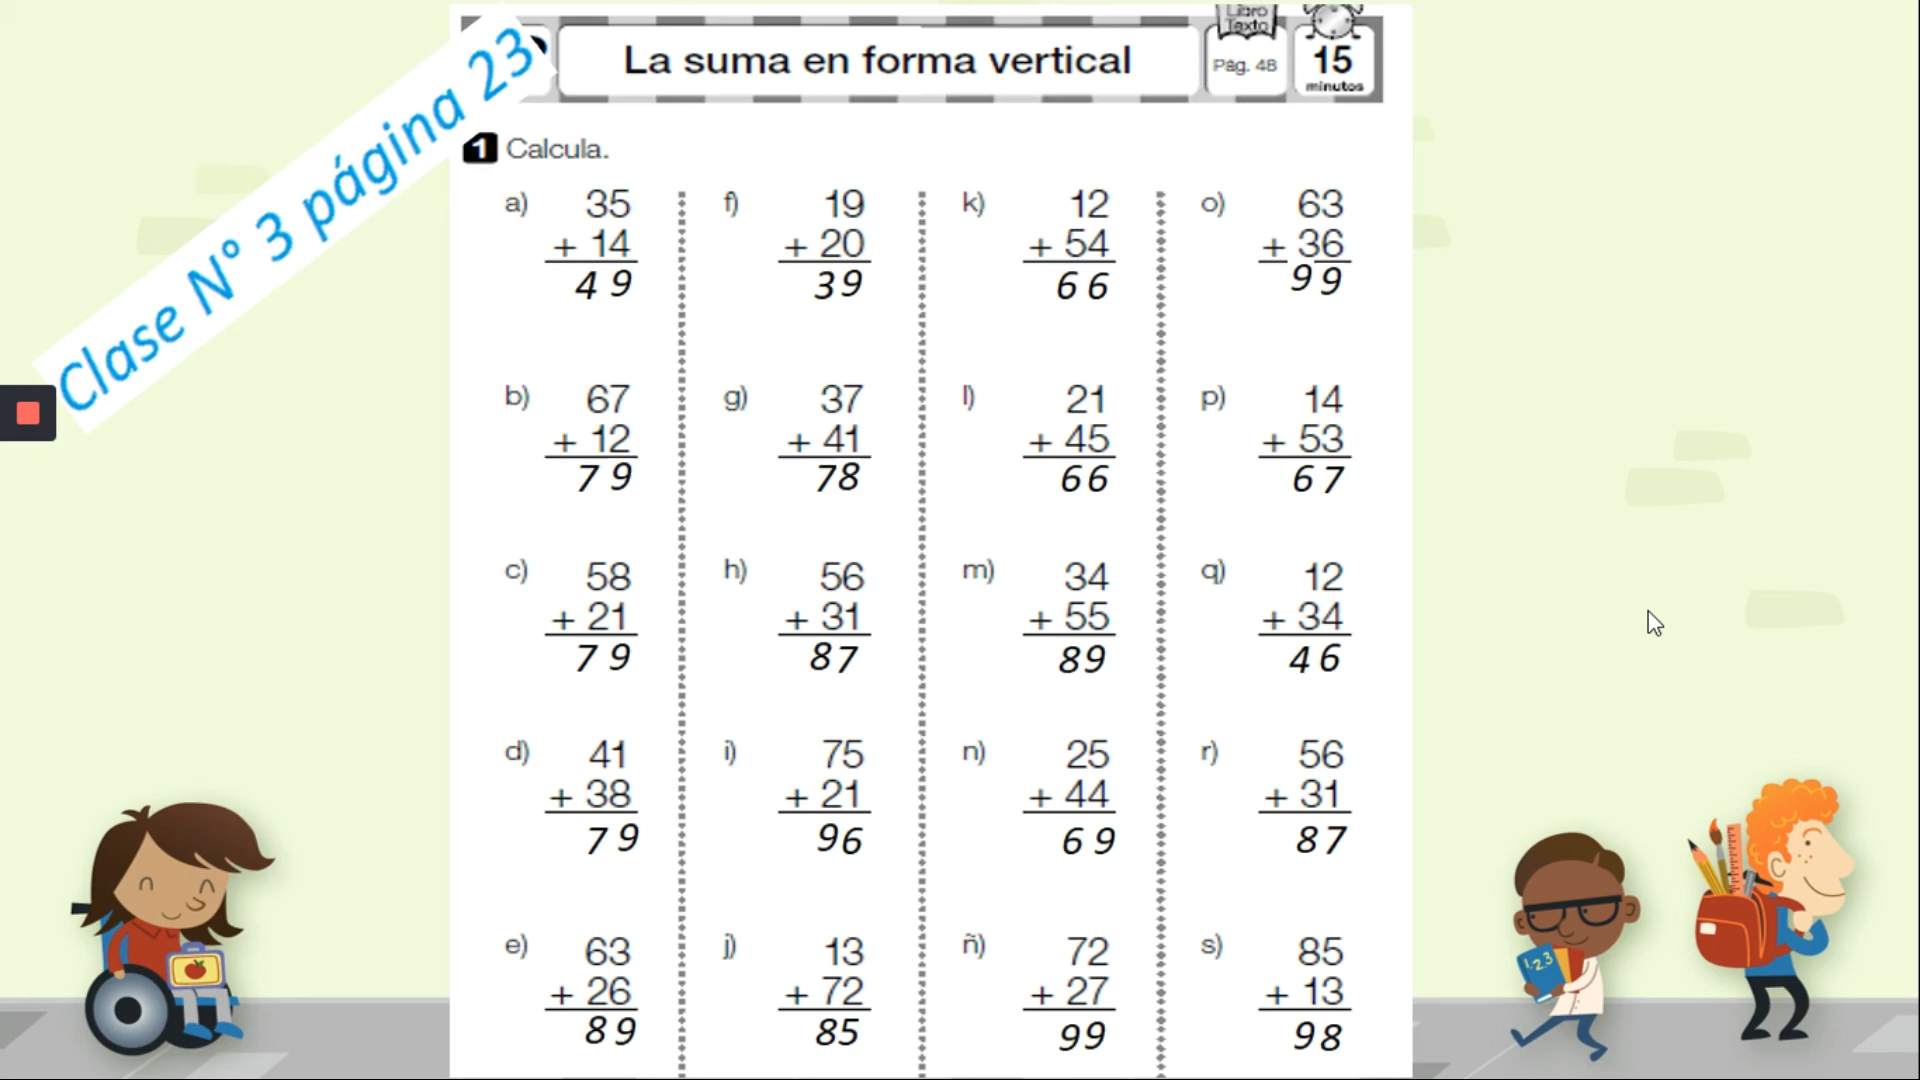 Clase N° 3 página 23
La suma en forma vertical
Libro
Texto
Pág. 48
15
minutos
1 Calcula.
a) 35
+ 14
49
b) 67
+ 12
79
c) 58
+ 21
79
d) 41
+ 38
79
e) 63
+ 26
89
f) 19
+ 20
39
g) 37
+ 41
78
h) 56
+ 31
87
i) 75
+ 21
96
j) 13
+ 72
85
k) 12
+ 54
66
l) 21
+ 45
66
m) 34
+ 55
89
n) 25
+ 44
69
ñ) 72
+ 27
99
o) 63
+ 36
99
p) 14
+ 53
67
q) 12
+ 34
46
r) 56
+ 31
87
s) 85
+ 13
98
1,2,3